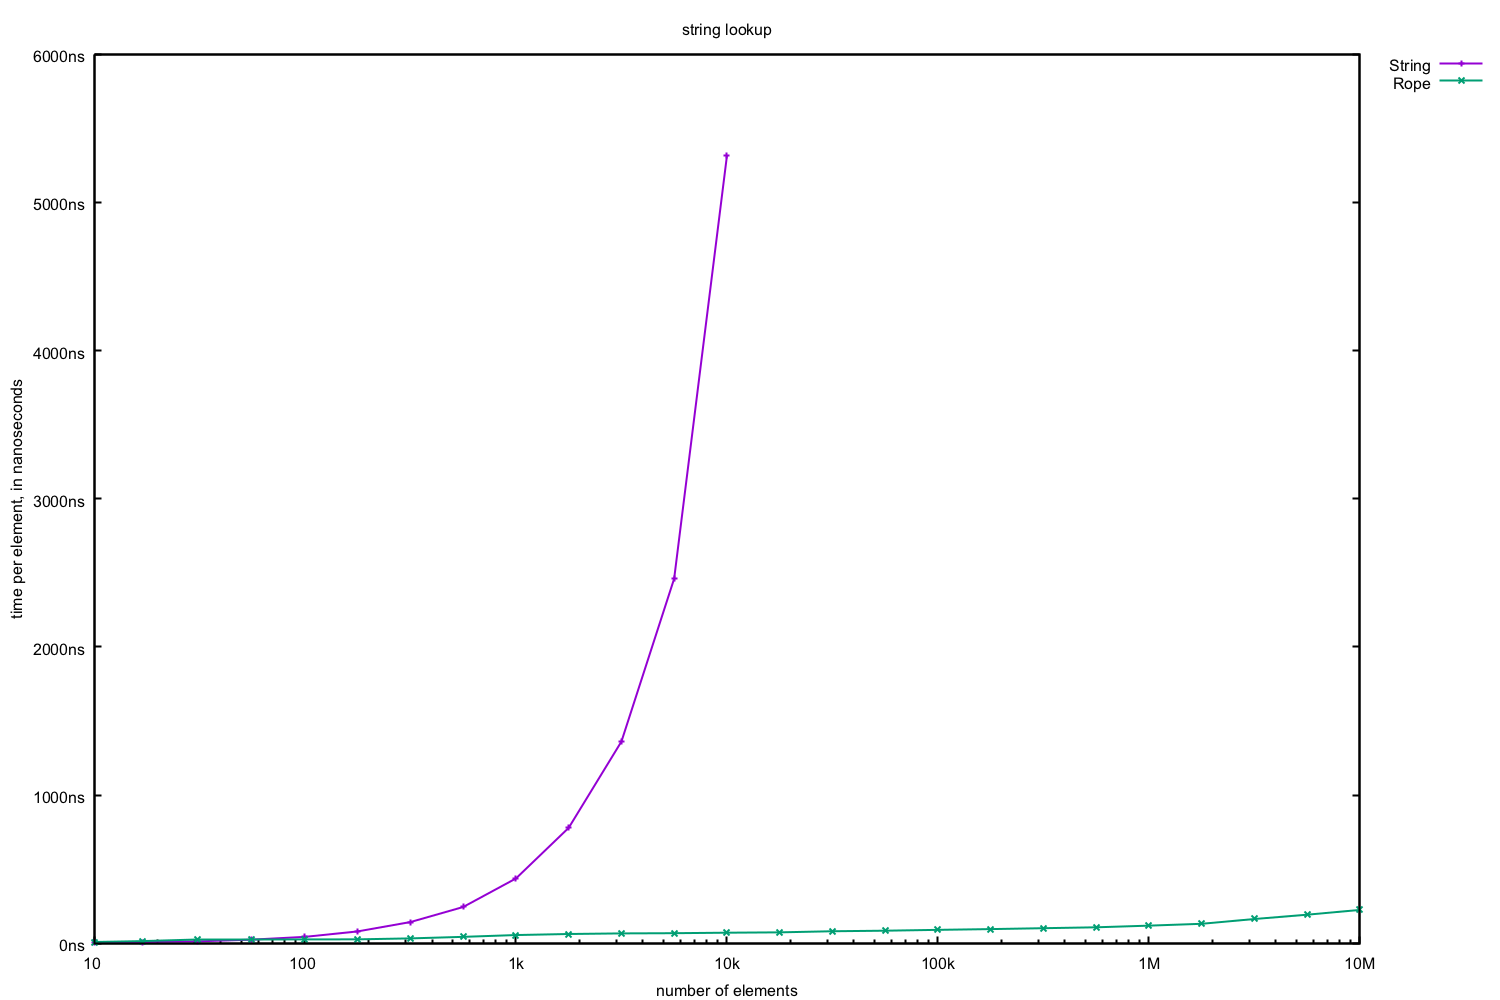 string lookup
6000ns
5000ns
4000ns
3000ns
2000ns
1000ns
0ns
time per element, in nanoseconds
10
100
1k
10k
100k
1M
10M
number of elements
String
Rope